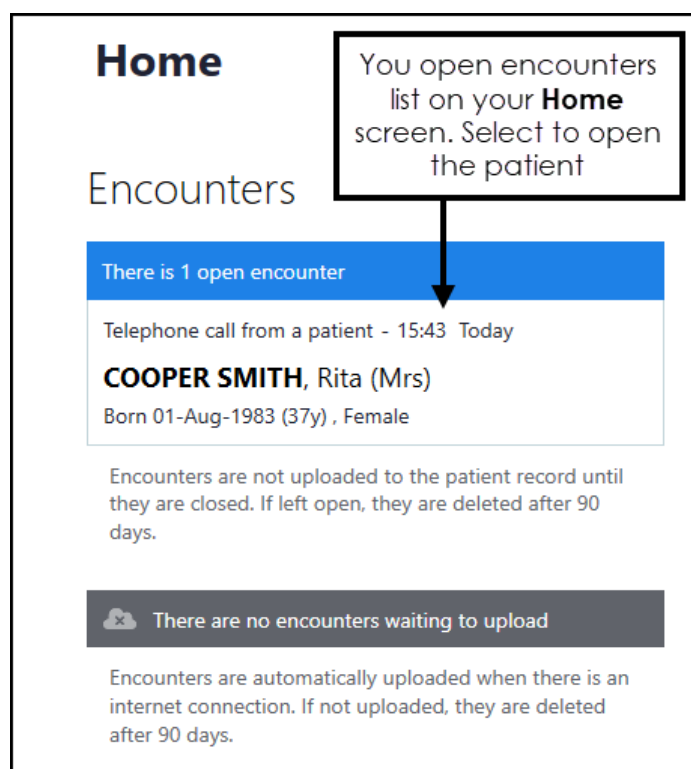 Home
You open encounters
list on your Home
screen. Select to open
the patient
Encounters
There is 1 open encounter
Telephone call from a patient - 15:43 Today
COOPER SMITH, Rita (Mrs)
Born 01-Aug-1983 (37y) , Female
Encounters are not uploaded to the patient record until
they are closed. If left open, they are deleted after 90
days.
There are no encounters waiting to upload
Encounters are automatically uploaded when there is an
internet connection. If not uploaded, they are deleted
after 90 days.